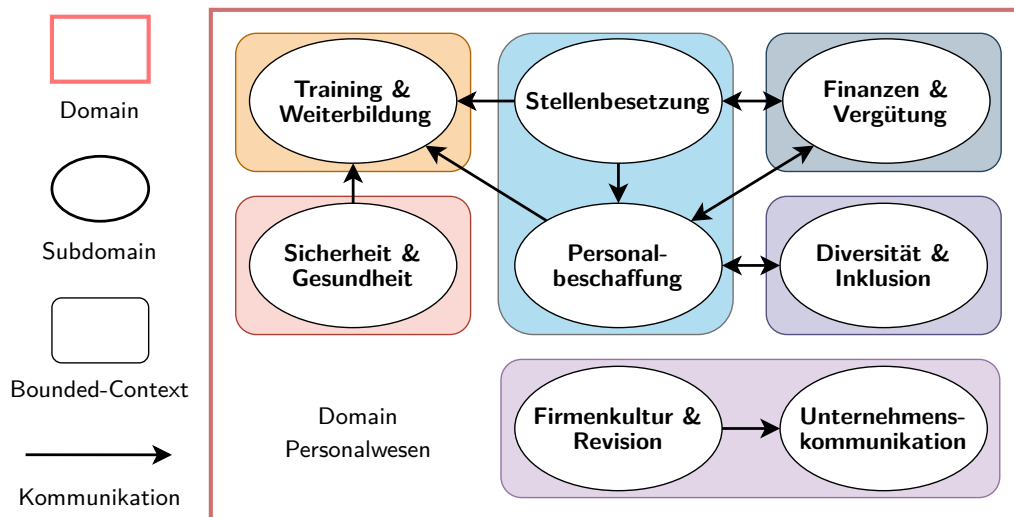 Domain
Subdomain
Bounded-Context
Kommunikation
Training &
Weiterbildung
Stellenbesetzung
Finanzen &
Vergütung
Sicherheit &
Gesundheit
Personal-
beschaffung
Diversität &
Inklusion
Domain
Personalwesen
Firmenkultur &
Revision
Unternehmens-
kommunikation